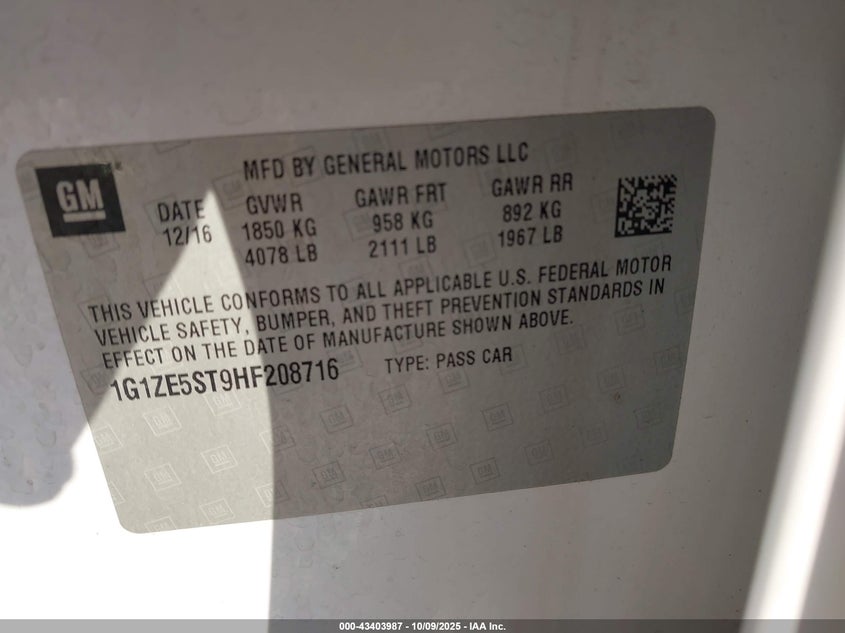 GM
MFD BY GENERAL MOTORS LLC
DATE GVWR GAWR FRT GAWR RR
12/16 1850 KG 958 KG 892 KG
4078 LB 2111 LB 1967 LB
THIS VEHICLE CONFORMS TO ALL APPLICABLE U.S. FEDERAL MOTOR
VEHICLE SAFETY, BUMPER, AND THEFT PREVENTION STANDARDS IN
EFFECT ON THE DATE OF MANUFACTURE SHOWN ABOVE.
1G1ZE5ST9HF208716 TYPE: PASS CAR
000-43403987 - 10/09/2025 - IAA Inc.